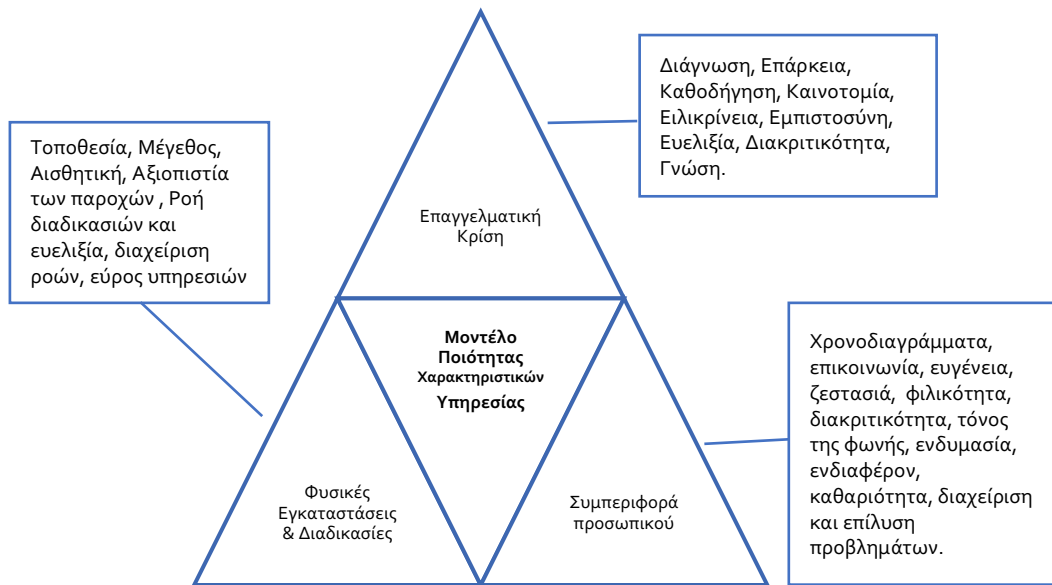 Διάγνωση, Επάρκεια,
Καθοδήγηση, Καινοτομία,
Ειλικρίνεια, Εμπιστοσύνη,
Ευελιξία, Διακριτικότητα,
Γνώση.
Τοποθεσία, Μέγεθος,
Αισθητική, Αξιοπιστία
των παροχών , Ροή
διαδικασιών και
ευελιξία, διαχείριση
ροών, εύρος υπηρεσιών
Επαγγελματική
Κρίση
Μοντέλο
Ποιότητας
Χαρακτηριστικών
Υπηρεσίας
Χρονοδιαγράμματα,
επικοινωνία, ευγένεια,
ζεστασιά, φιλικότητα,
διακριτικότητα, τόνος
της φωνής, ενδυμασία,
ενδιαφέρον,
καθαριότητα, διαχείριση
και επίλυση
προβλημάτων.
Φυσικές
Εγκαταστάσεις
& Διαδικασίες
Συμπεριφορά
προσωπικού